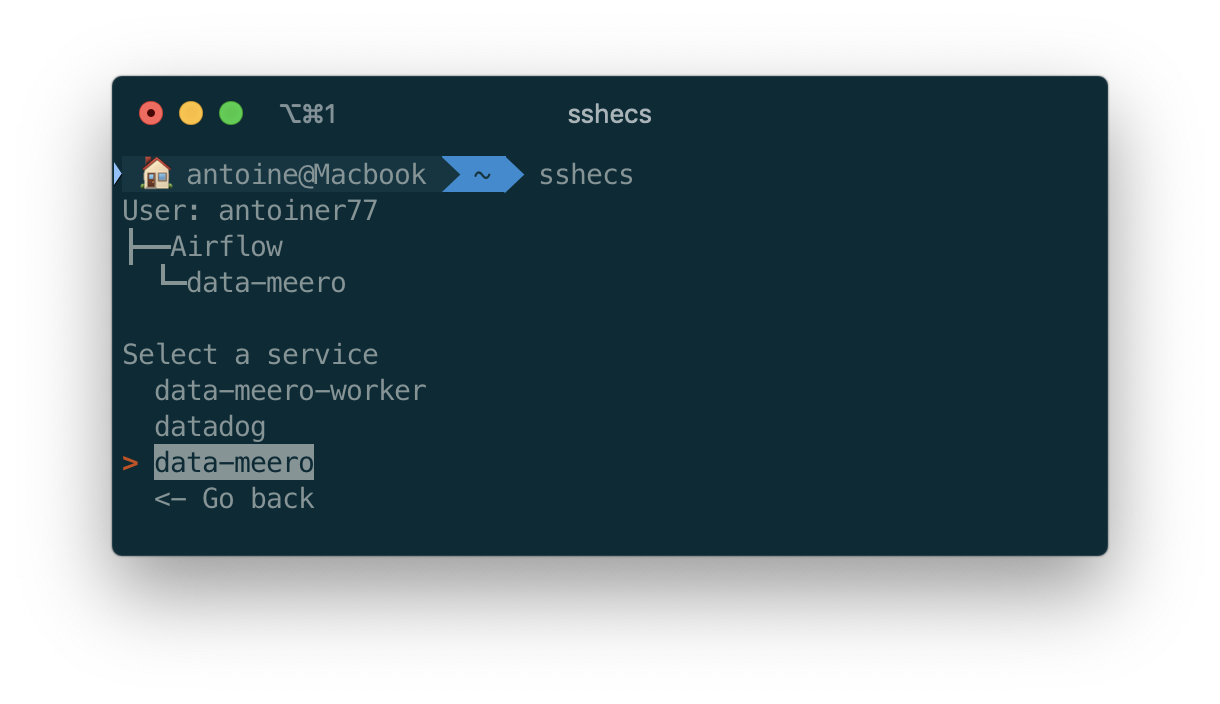 ⌥⌘1 sshecs
🏠 antoine@Macbook ~ sshecs
User: antoiner77
├──Airflow
  └─data-meero
Select a service
  data-meero-worker
  datadog
> data-meero
  <- Go back